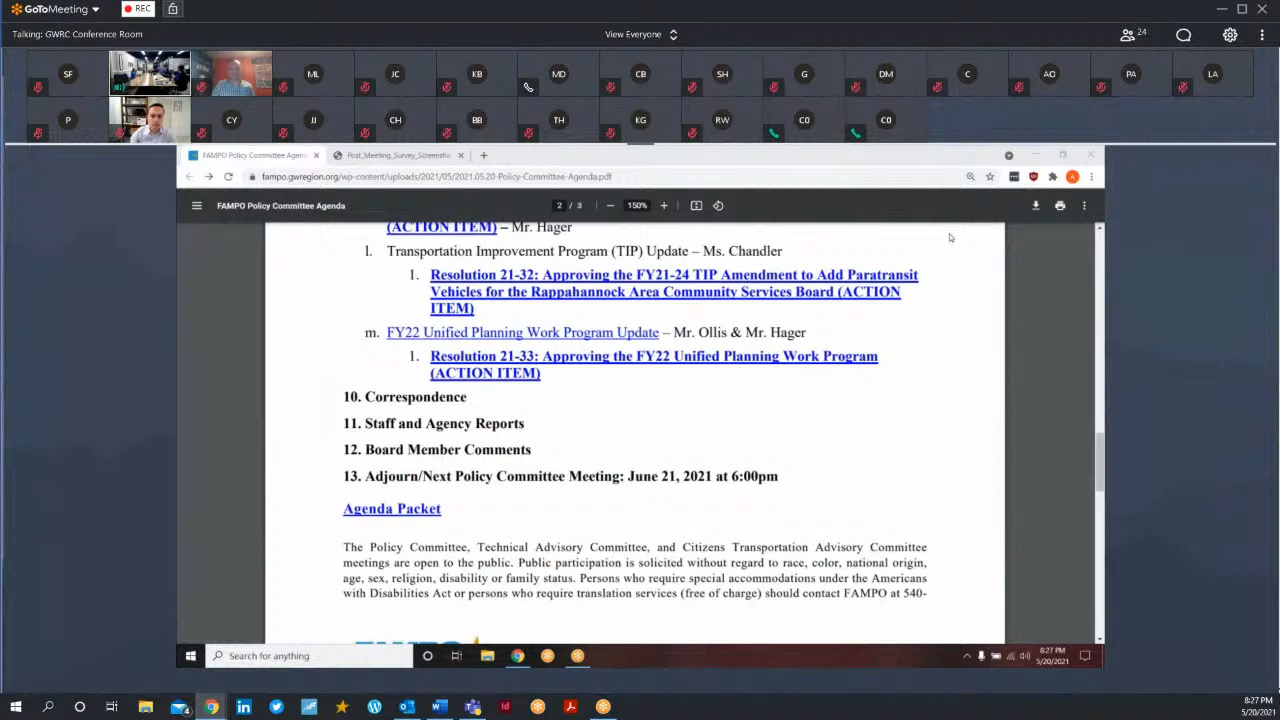 GoToMeeting
REC
Talking: GWRC Conference Room
View Everyone
24
SF
ML
JC
KB
MD
CB
SH
G
DM
C
AO
PA
LA
P
CY
JJ
CH
BB
TH
KG
RW
C0
C0
FAMPO Policy Committee Agen
Post_Meeting_Survey_Screensho
fampo.gwregion.org/wp-content/uploads/2021/05/2021.05.20-Policy-Committee-Agenda.pdf
A
FAMPO Policy Committee Agenda
2 / 3
150%
(ACTION ITEM) – Mr. Hager
l. Transportation Improvement Program (TIP) Update – Ms. Chandler
1. Resolution 21-32: Approving the FY21-24 TIP Amendment to Add Paratransit
Vehicles for the Rappahannock Area Community Services Board (ACTION
ITEM)
m. FY22 Unified Planning Work Program Update – Mr. Ollis & Mr. Hager
1. Resolution 21-33: Approving the FY22 Unified Planning Work Program
(ACTION ITEM)
10. Correspondence
11. Staff and Agency Reports
12. Board Member Comments
13. Adjourn/Next Policy Committee Meeting: June 21, 2021 at 6:00pm
Agenda Packet
The Policy Committee, Technical Advisory Committee, and Citizens Transportation Advisory Committee
meetings are open to the public. Public participation is solicited without regard to race, color, national origin,
age, sex, religion, disability or family status. Persons who require special accommodations under the Americans
with Disabilities Act or persons who require translation services (free of charge) should contact FAMPO at 540-
Search for anything
8:27 PM
5/20/2021
4
Id
8:27 PM
5/20/2021